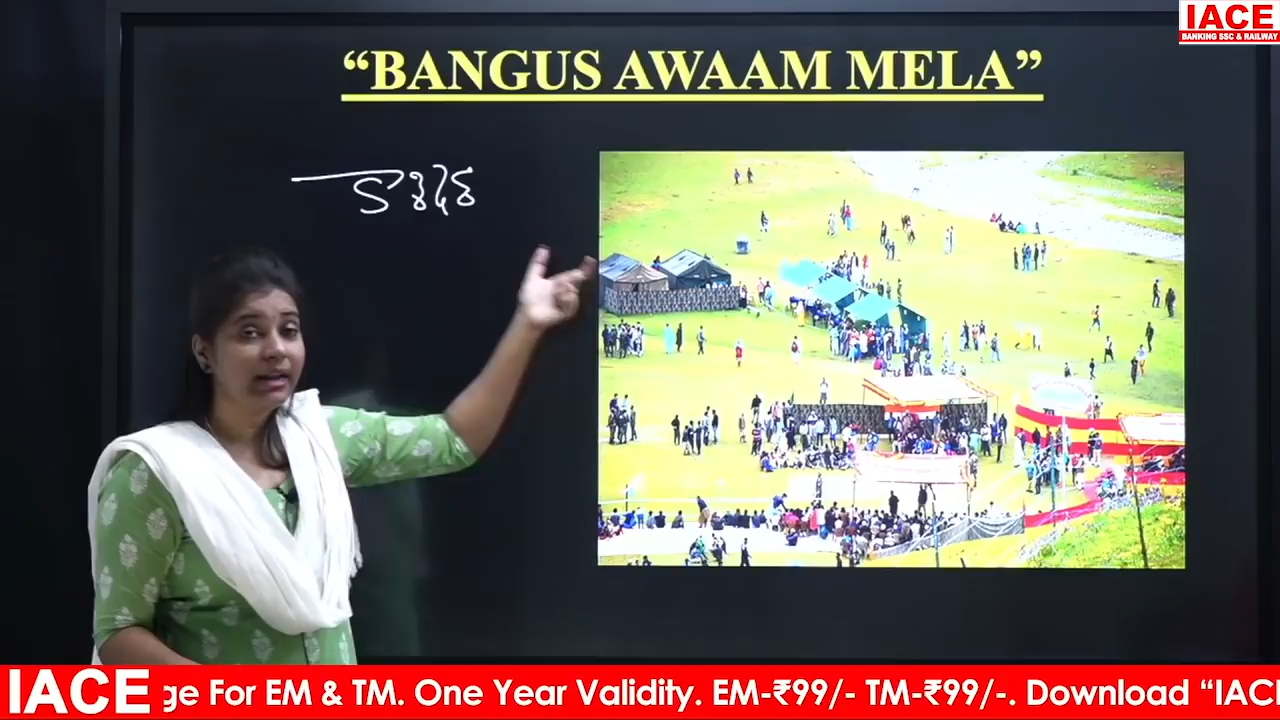 IACE
BANKING SSC & RAILWAY
“BANGUS AWAAM MELA”
IACE
ge For EM & TM. One Year Validity. EM-₹99/- TM-₹99/-. Download “IACE